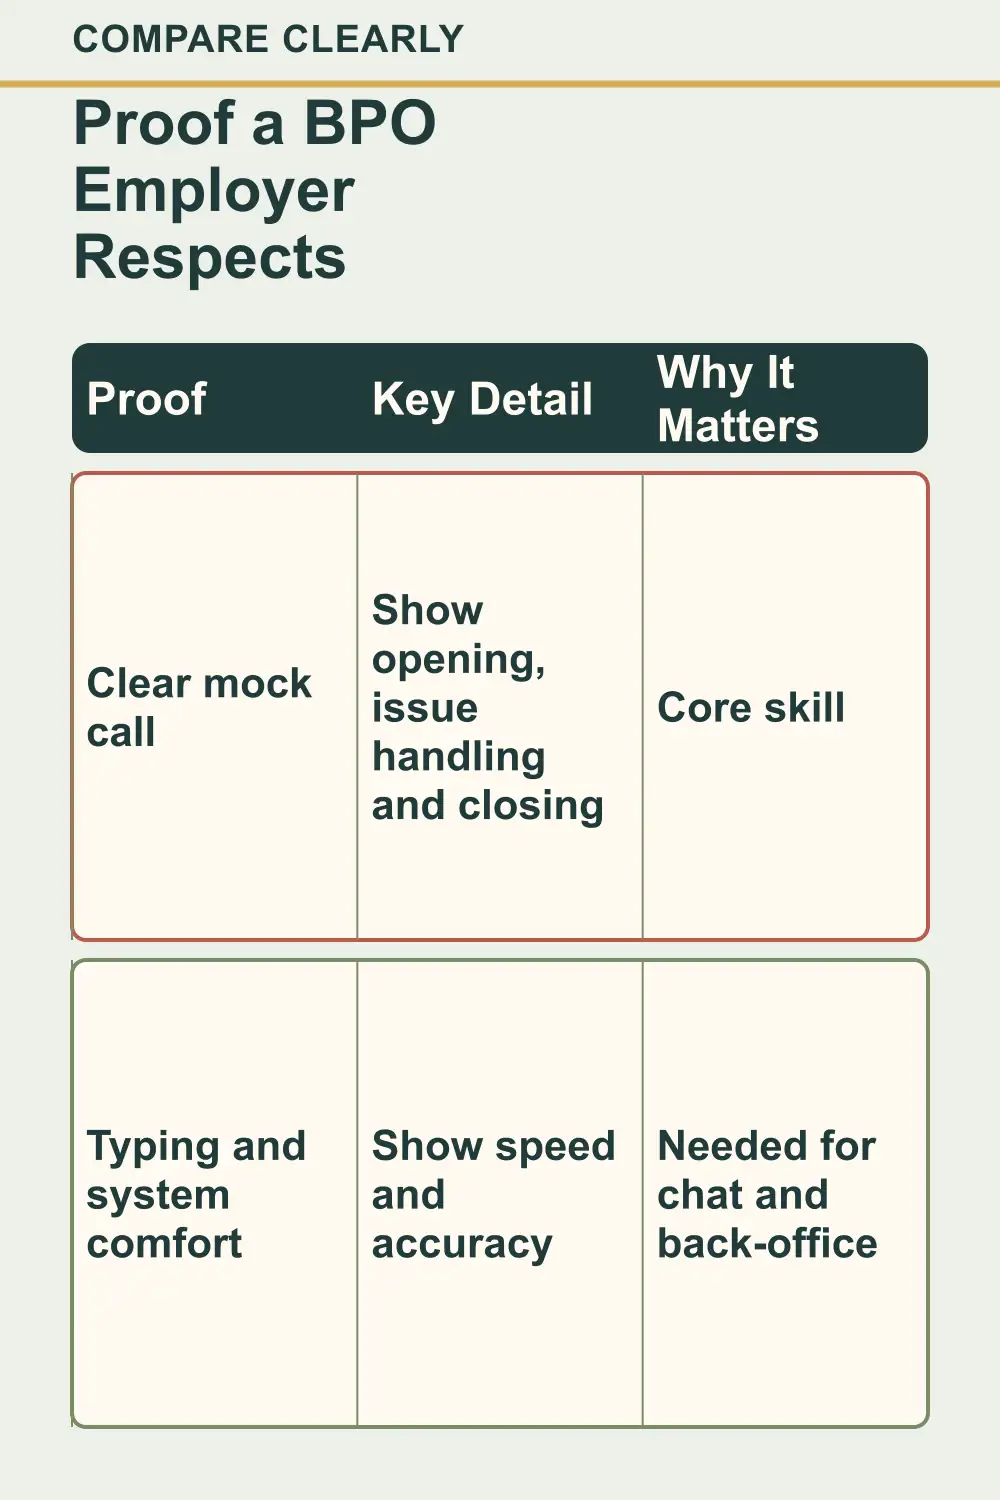 COMPARE CLEARLY
Proof a BPO
Employer
Respects
Proof
Key Detail
Why It
Matters
Clear mock
call
Show
opening,
issue
handling
and closing
Core skill
Typing and
system
comfort
Show speed
and
accuracy
Needed for
chat and
back-office